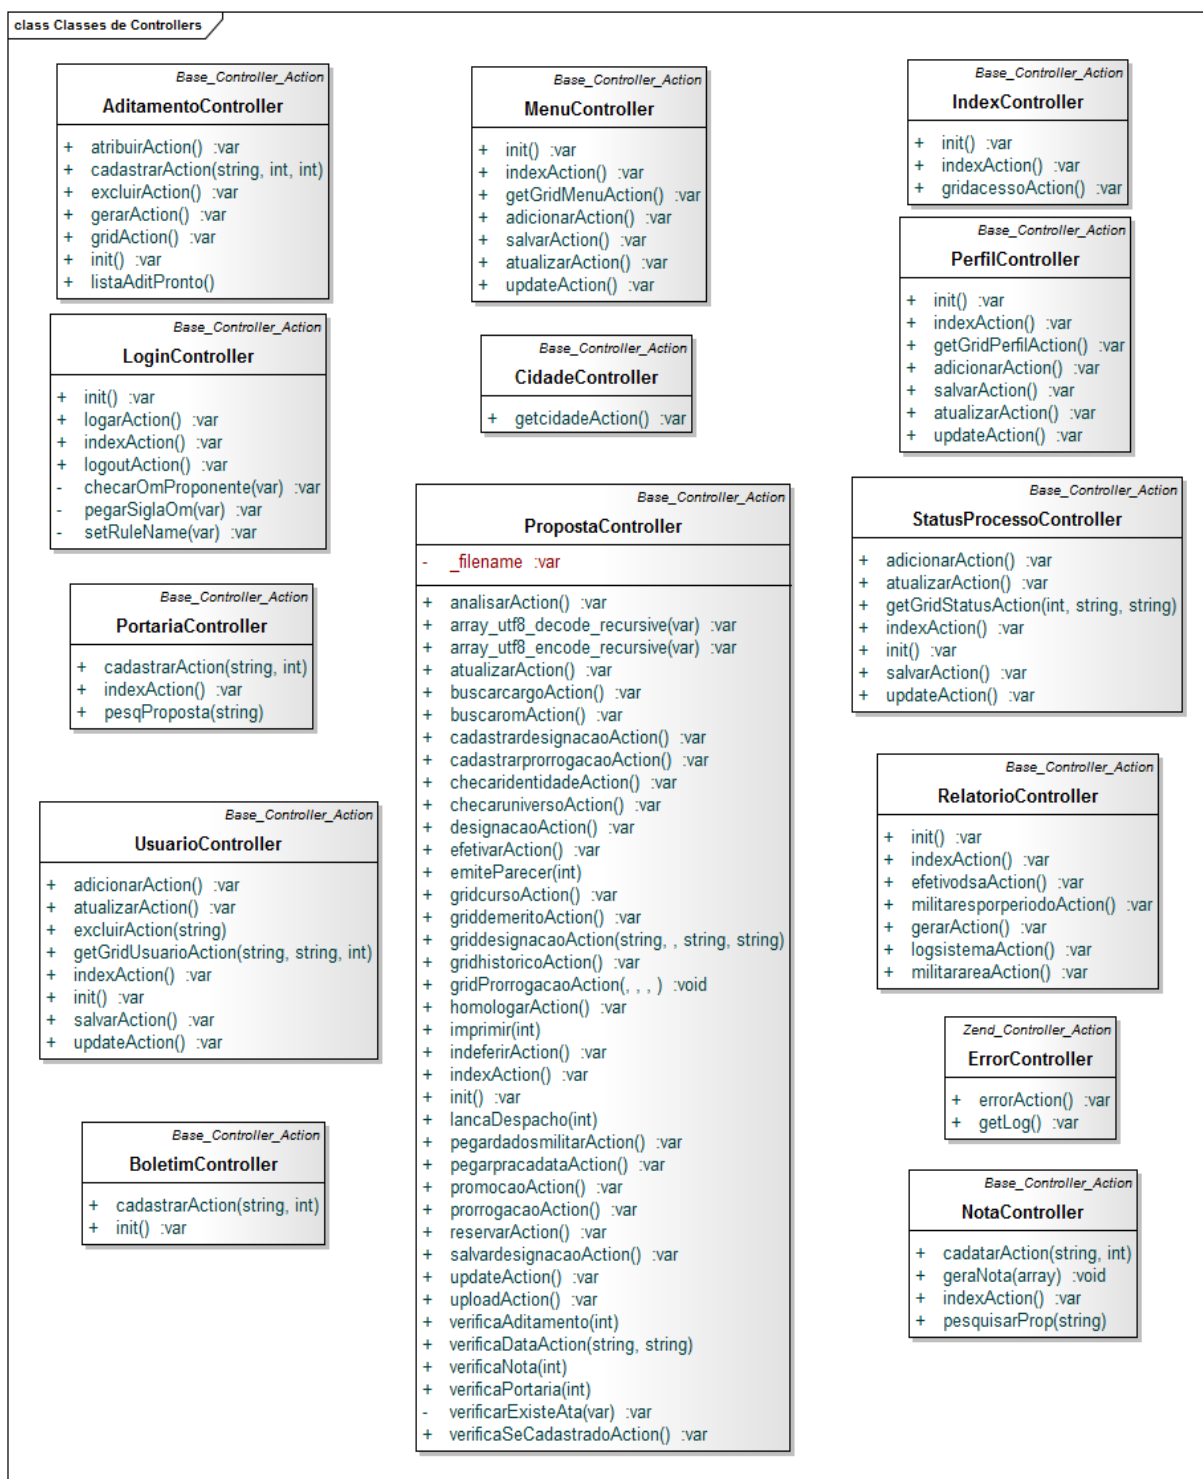 class Classes de Controllers
Base_Controller_Action
AditamentoController
+ atribuirAction() :var
+ cadastrarAction(string, int, int)
+ excluirAction() :var
+ gerarAction() :var
+ gridAction() :var
+ init() :var
+ listaAditPronto()
Base_Controller_Action
LoginController
+ init() :var
+ logarAction() :var
+ indexAction() :var
+ logoutAction() :var
- checarOmProponente(var) :var
- pegarSiglaOm(var) :var
- setRuleName(var) :var
Base_Controller_Action
PortariaController
+ cadastrarAction(string, int)
+ indexAction() :var
+ pesqProposta(string)
Base_Controller_Action
UsuarioController
+ adicionarAction() :var
+ atualizarAction() :var
+ excluirAction(string)
+ getGridUsuarioAction(string, string, int)
+ indexAction() :var
+ init() :var
+ salvarAction() :var
+ updateAction() :var
Base_Controller_Action
BoletimController
+ cadastrarAction(string, int)
+ init() :var
Base_Controller_Action
MenuController
+ init() :var
+ indexAction() :var
+ getGridMenuAction() :var
+ adicionarAction() :var
+ salvarAction() :var
+ atualizarAction() :var
+ updateAction() :var
Base_Controller_Action
CidadeController
+ getcidadeAction() :var
Base_Controller_Action
PropostaController
- _filename :var
+ analisarAction() :var
+ array_utf8_decode_recursive(var) :var
+ array_utf8_encode_recursive(var) :var
+ atualizarAction() :var
+ buscarcargoAction() :var
+ buscaromAction() :var
+ cadastrardesignacaoAction() :var
+ cadastrarprorrogacaoAction() :var
+ checaridentidadeAction() :var
+ checaruniversoAction() :var
+ designacaoAction() :var
+ efetivarAction() :var
+ emiteParecer(int)
+ gridcursoAction() :var
+ griddemeritoAction() :var
+ griddesignacaoAction(string, , string, string)
+ gridhistoricoAction() :var
+ gridProrrogacaoAction(, , , ) :void
+ homologarAction() :var
+ imprimir(int)
+ indeferirAction() :var
+ indexAction() :var
+ init() :var
+ lancaDespacho(int)
+ pegardadosmilitarAction() :var
+ pegarpracadataAction() :var
+ promocaoAction() :var
+ prorrogacaoAction() :var
+ reservarAction() :var
+ salvardesignacaoAction() :var
+ updateAction() :var
+ uploadAction() :var
+ verificaAditamento(int)
+ verificaDataAction(string, string)
+ verificaNota(int)
+ verificaPortaria(int)
- verificarExisteAta(var) :var
+ verificaSeCadastradoAction() :var
Base_Controller_Action
IndexController
+ init() :var
+ indexAction() :var
+ gridacessoAction() :var
Base_Controller_Action
PerfilController
+ init() :var
+ indexAction() :var
+ getGridPerfilAction() :var
+ adicionarAction() :var
+ salvarAction() :var
+ atualizarAction() :var
+ updateAction() :var
Base_Controller_Action
StatusProcessoController
+ adicionarAction() :var
+ atualizarAction() :var
+ getGridStatusAction(int, string, string)
+ indexAction() :var
+ init() :var
+ salvarAction() :var
+ updateAction() :var
Base_Controller_Action
RelatorioController
+ init() :var
+ indexAction() :var
+ efetivodsaAction() :var
+ militaresporperiodoAction() :var
+ gerarAction() :var
+ logsistemaAction() :var
+ militarareaAction() :var
Zend_Controller_Action
ErrorController
+ errorAction() :var
+ getLog() :var
Base_Controller_Action
NotaController
+ cadatarAction(string, int)
+ geraNota(array) :void
+ indexAction() :var
+ pesquisarProp(string)